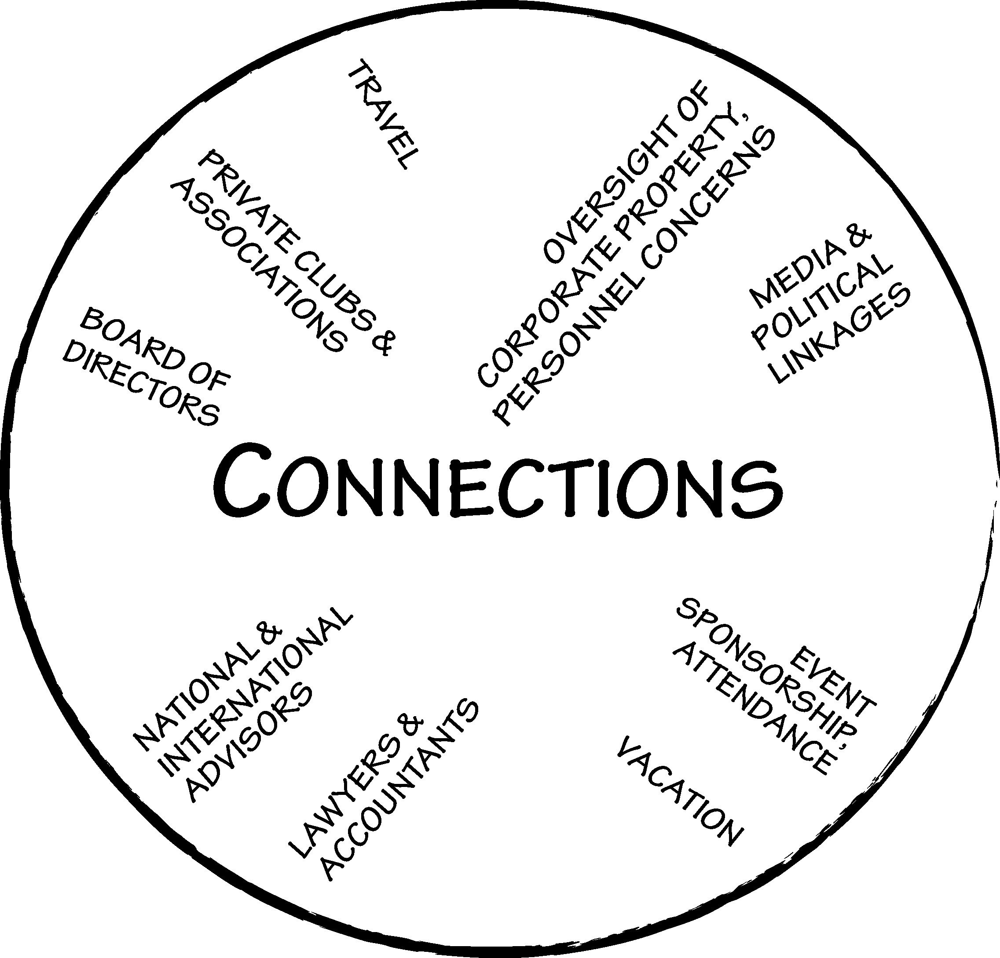 TRAVEL
OVERSIGHT OF
CORPORATE PROPERTY,
PERSONNEL CONCERNS
PRIVATE CLUBS &
ASSOCIATIONS
MEDIA &
POLITICAL
LINKAGES
BOARD OF
DIRECTORS
CONNECTIONS
NATIONAL &
INTERNATIONAL
ADVISORS
LAWYERS &
ACCOUNTANTS
EVENT
SPONSORSHIP,
ATTENDANCE
VACATION